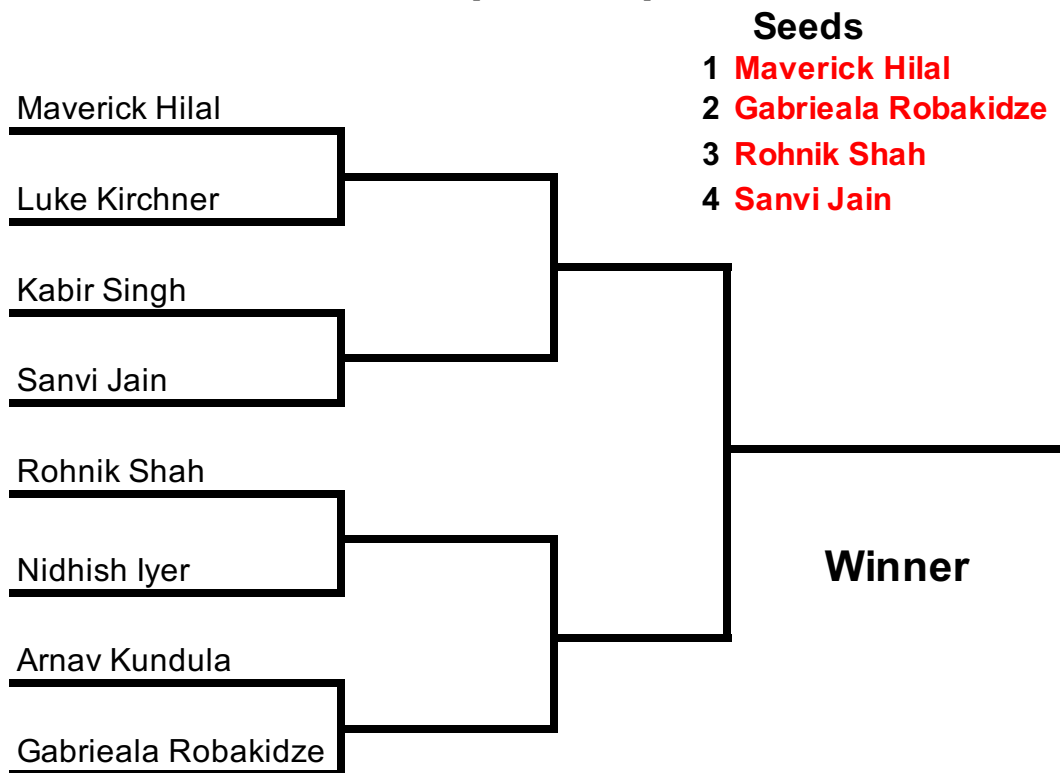 Seeds
1 Maverick Hilal
2 Gabrieala Robakidze
3 Rohnik Shah
4 Sanvi Jain
Maverick Hilal
Luke Kirchner
Kabir Singh
Sanvi Jain
Rohnik Shah
Nidhish Iyer
Arnav Kundula
Gabrieala Robakidze
Winner